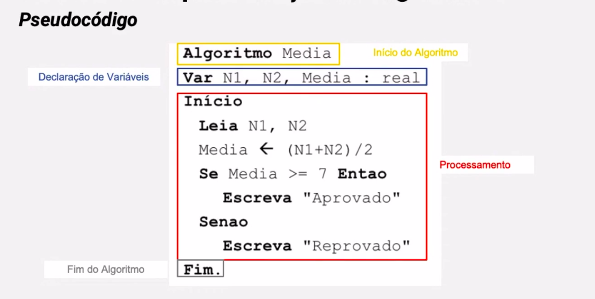 Pseudocódigo
Algoritmo Media
Início do Algoritmo
Declaração de Variáveis
Var N1, N2, Media : real
Início
Leia N1, N2
Media ← (N1+N2)/2
Se Media >= 7 Entao
Processamento
Escreva "Aprovado"
Senao
Escreva "Reprovado"
Fim do Algoritmo
Fim.